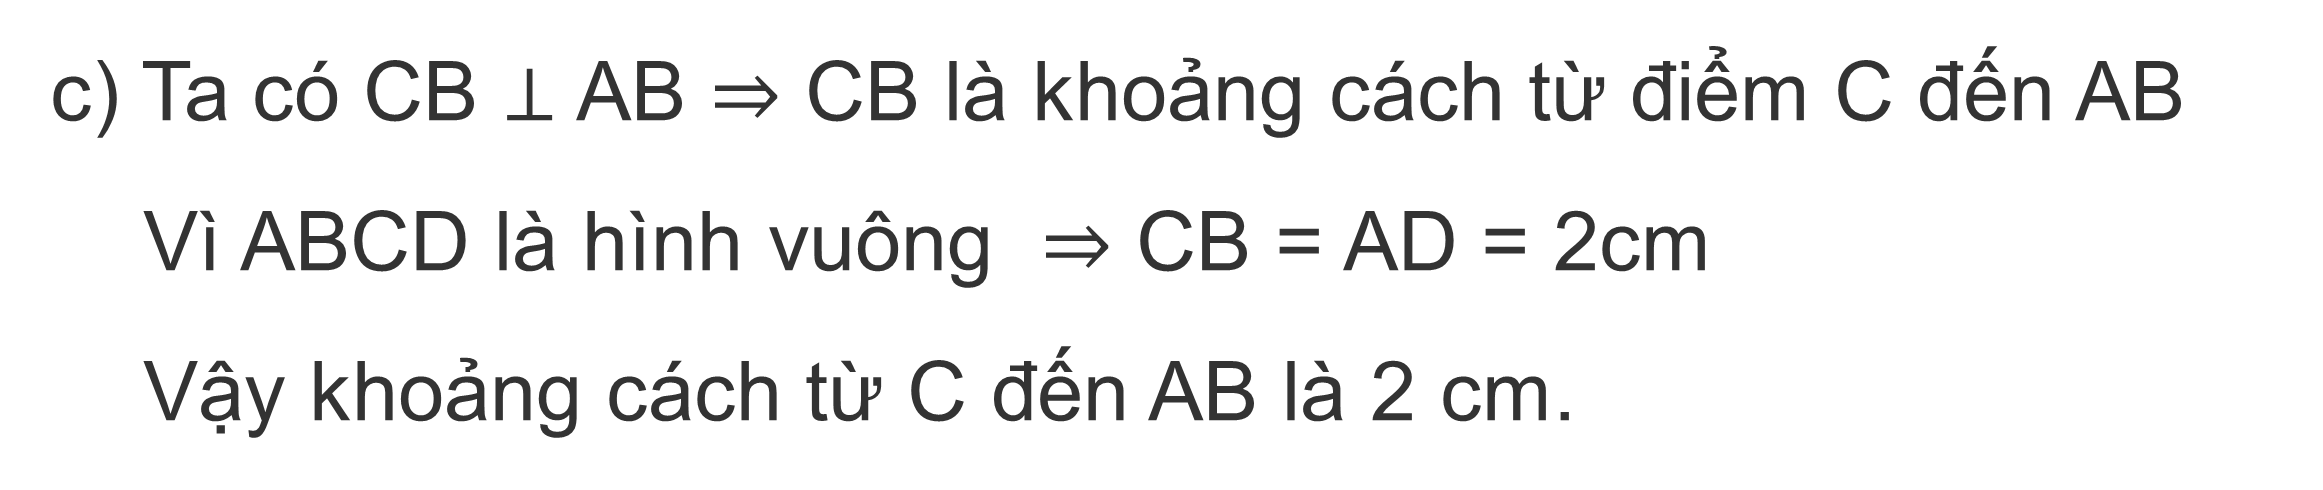 c) Ta có CB ⊥ AB ⇒ CB là khoảng cách từ điểm C đến AB
Vì ABCD là hình vuông ⇒ CB = AD = 2cm
Vậy khoảng cách từ C đến AB là 2 cm.